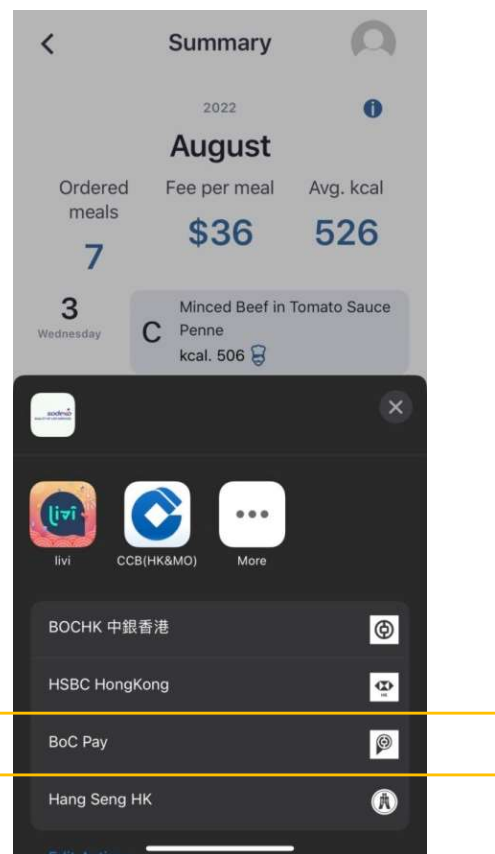 Summary
2022
August
Ordered meals
7
Fee per meal
$36
Avg. kcal
526
3
Wednesday
C
Minced Beef in Tomato Sauce
Penne
kcal. 506
sodexo
livi
livi
CCB(HK&MO)
More
BOCHK 中銀香港
HSBC HongKong
BoC Pay
Hang Seng HK